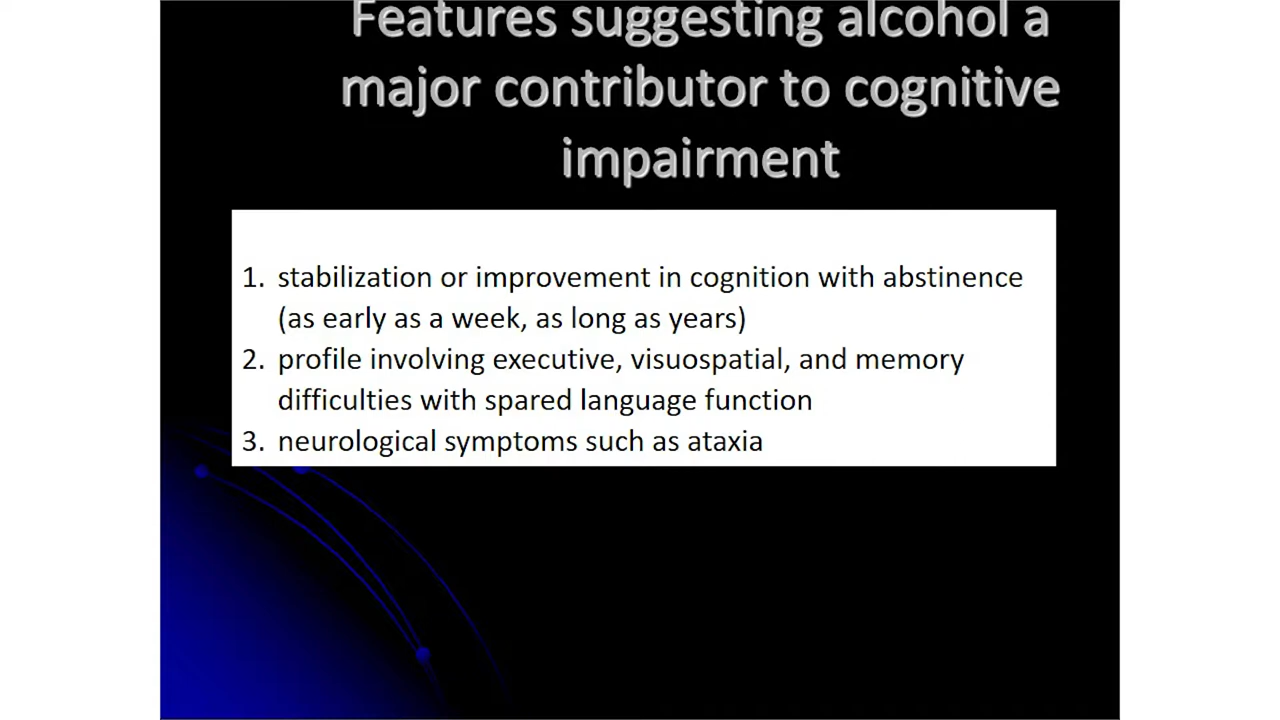 Features suggesting alcohol a
major contributor to cognitive
impairment
1. stabilization or improvement in cognition with abstinence
(as early as a week, as long as years)
2. profile involving executive, visuospatial, and memory
difficulties with spared language function
3. neurological symptoms such as ataxia